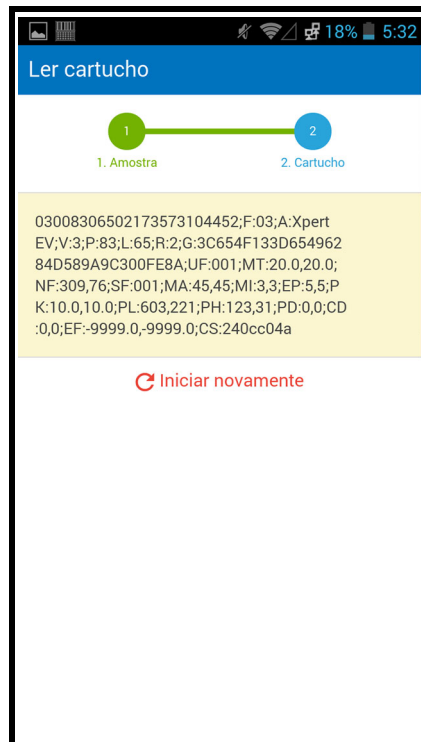 18% 5:32
Ler cartucho
1 2
1. Amostra 2. Cartucho
03008306502173573104452;F:03;A:Xpert
EV;V:3;P:83;L:65;R:2;G:3C654F133D654962
84D589A9C300FE8A;UF:001;MT:20.0,20.0;
NF:309,76;SF:001;MA:45,45;MI:3,3;EP:5,5;P
K:10.0,10.0;PL:603,221;PH:123,31;PD:0,0;CD
:0,0;EF:-9999.0,-9999.0;CS:240cc04a
Iniciar novamente